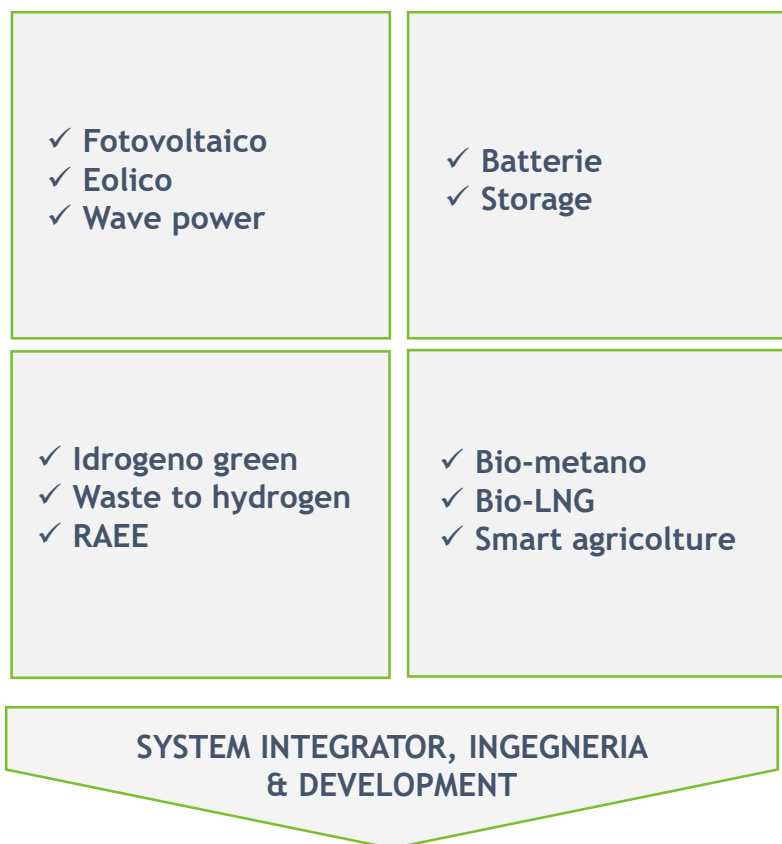 ✓ Fotovoltaico
✓ Eolico
✓ Wave power
✓ Batterie
✓ Storage
✓ Idrogeno green
✓ Waste to hydrogen
✓ RAEE
✓ Bio-metano
✓ Bio-LNG
✓ Smart agricolture
SYSTEM INTEGRATOR, INGEGNERIA
& DEVELOPMENT